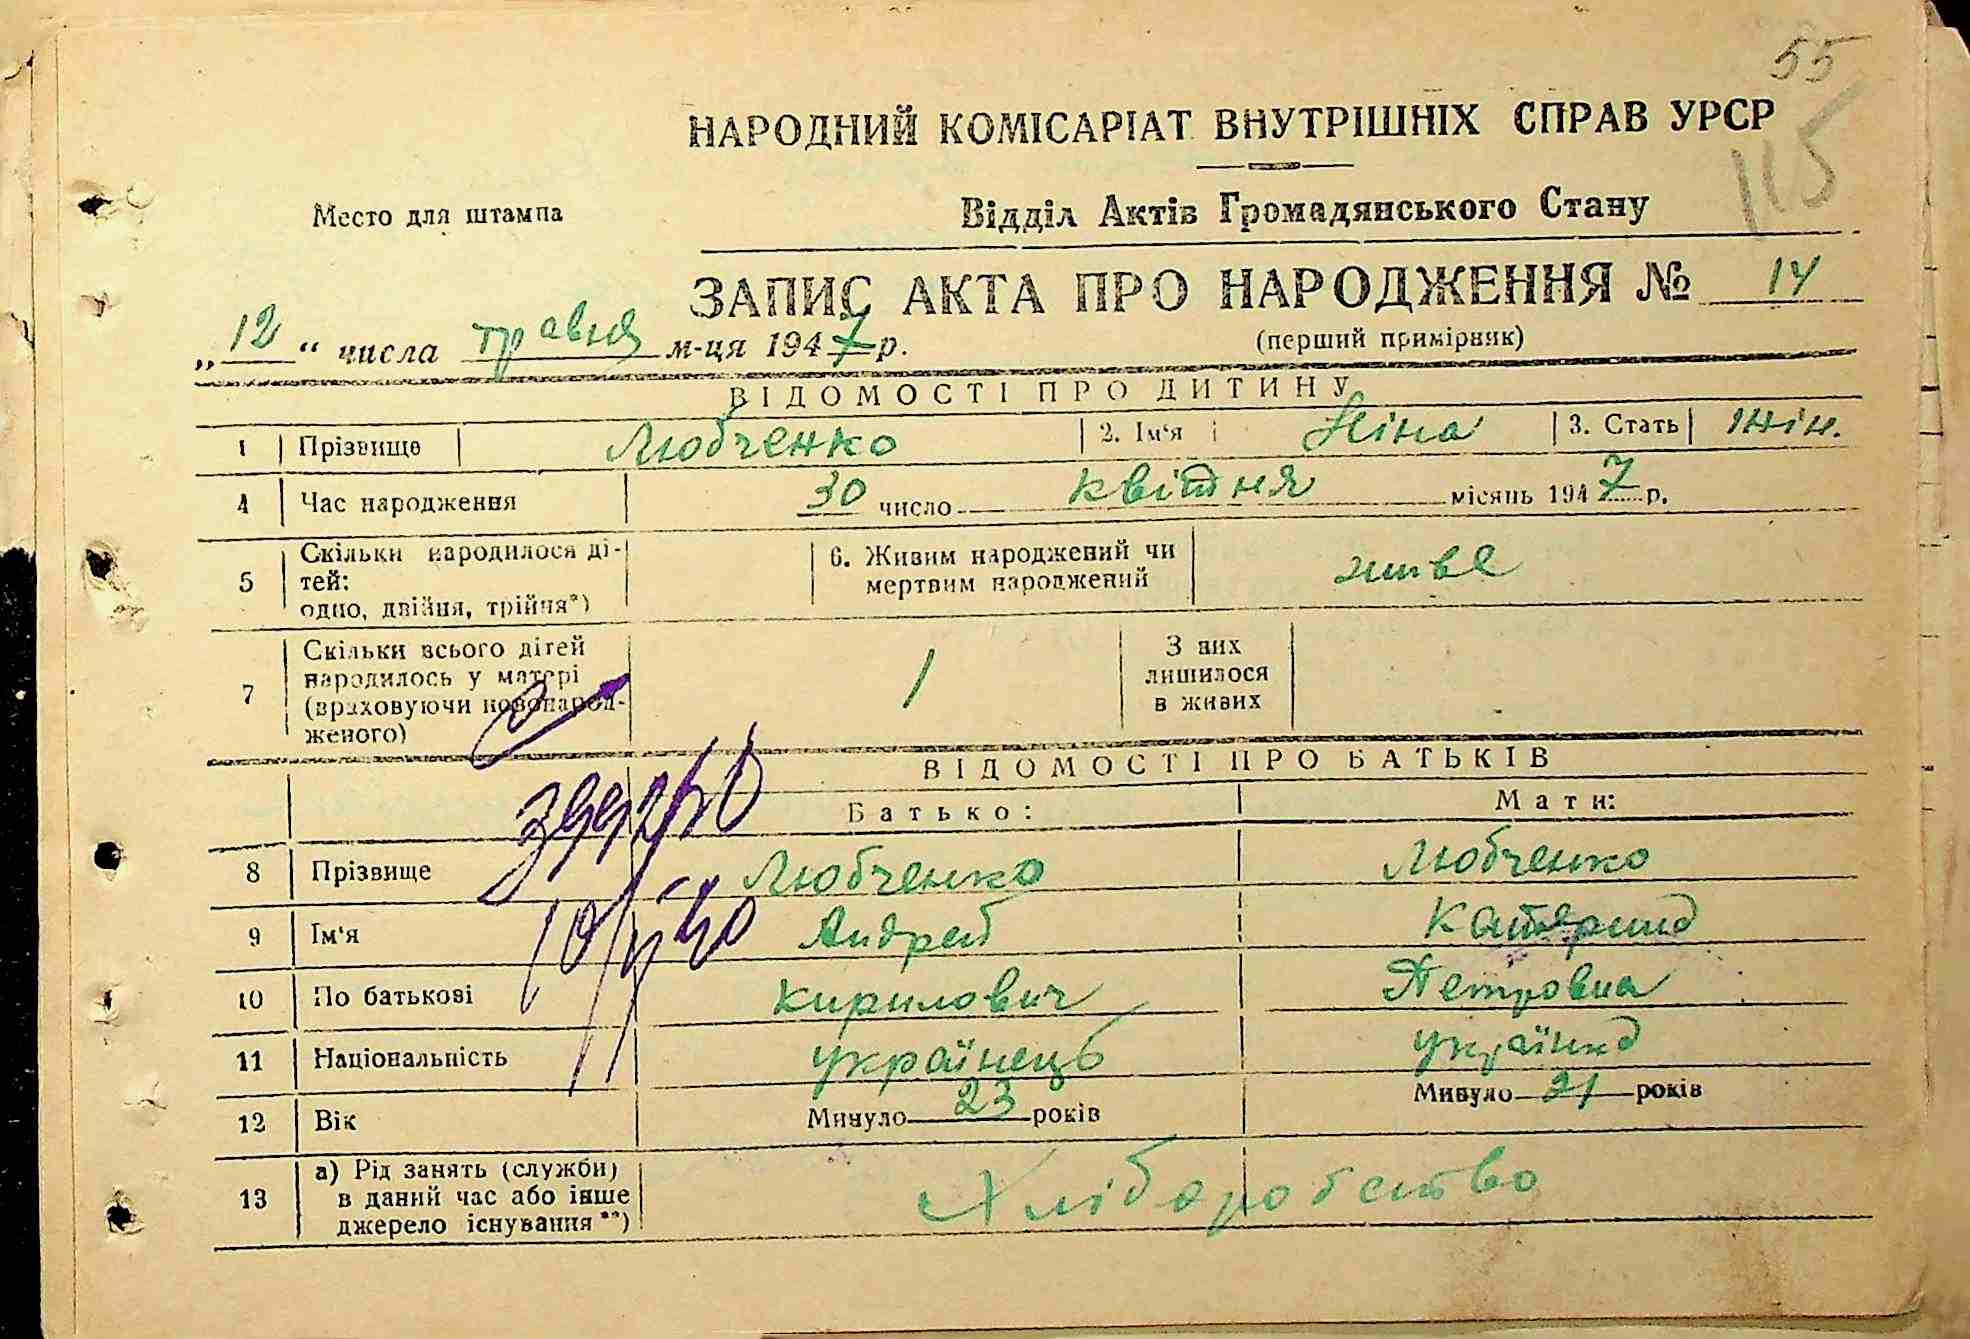 55
НАРОДНИЙ КОМІСАРІАТ ВНУТРІШНІХ СПРАВ УРСР
115
Место для штампа
Відділ Актів Громадянського Стану
ЗАПИС АКТА ПРО НАРОДЖЕННЯ № 14
„12“ числа травня м-ця 1947 р.
(перший примірник)
ВІДОМОСТІ ПРО ДИТИНУ
1 Прізвище Любченко 2. Ім'я Ніна 3. Стать жін.
4 Час народження 30 число квітня місяць 1947 р.
5 Скільки народилося ді-
тей:
одно, двійня, трійня*)
6. Живим народжений чи
мертвим народжений
живе
7 Скільки всього дітей
народилось у матері
(враховуючи новонарод-
женого)
1
З них
лишилося
в живих
ВІДОМОСТІ ПРО БАТЬКІВ
Батько: Мати:
8 Прізвище Любченко Любченко
9 Ім'я Андрей Катерина
10 По батькові Кирилович Петровна
11 Національність українець українка
12 Вік Минуло 23 років Минуло 21 років
13 а) Рід занять (служби)
в даний час або інше
джерело існування**)
Хліборобство